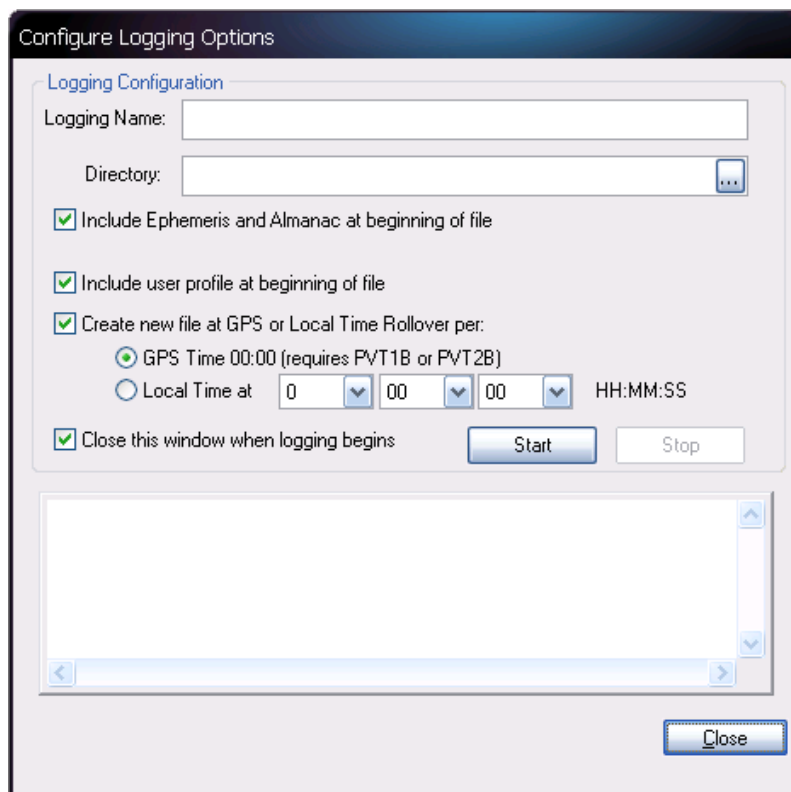 Configure Logging Options
Logging Configuration
Logging Name:
Directory: ...
Include Ephemeris and Almanac at beginning of file
Include user profile at beginning of file
Create new file at GPS or Local Time Rollover per:
GPS Time 00:00 (requires PVT1B or PVT2B)
Local Time at 0 00 00 HH:MM:SS
Close this window when logging begins Start Stop
Close